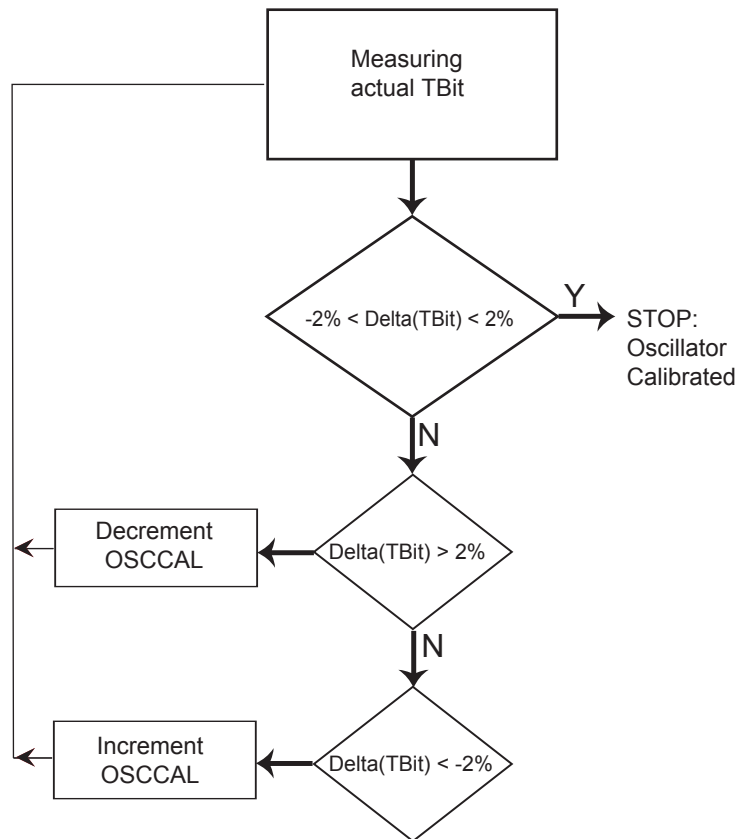 Measuring
actual TBit
-2% < Delta(TBit) < 2%
Y
STOP:
Oscillator
Calibrated
N
Decrement
OSCCAL
Delta(TBit) > 2%
N
Increment
OSCCAL
Delta(TBit) < -2%